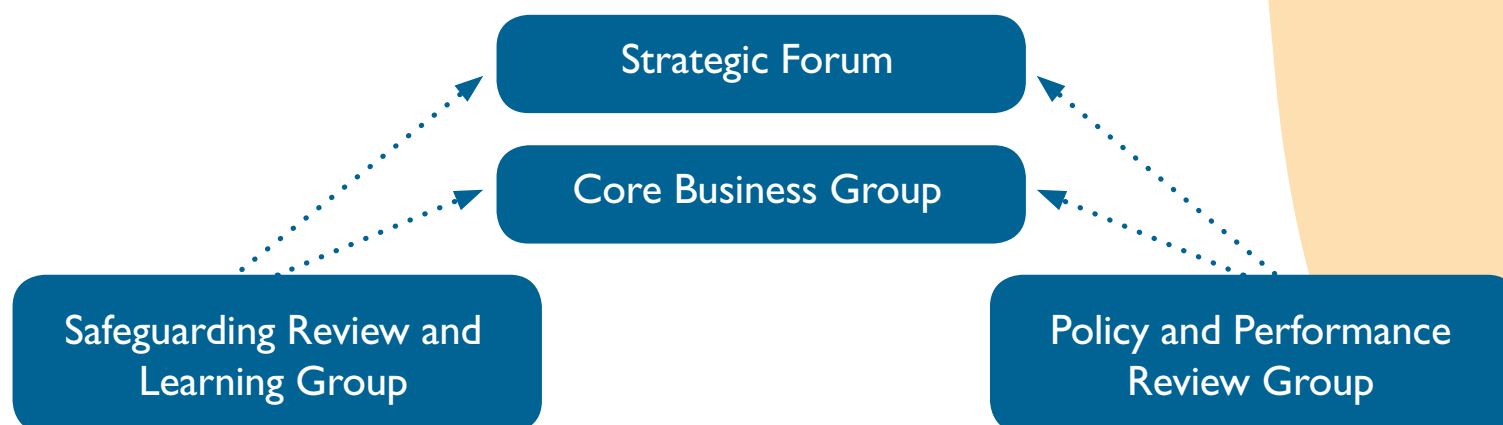 Strategic Forum
Core Business Group
Safeguarding Review and
Learning Group
Policy and Performance
Review Group